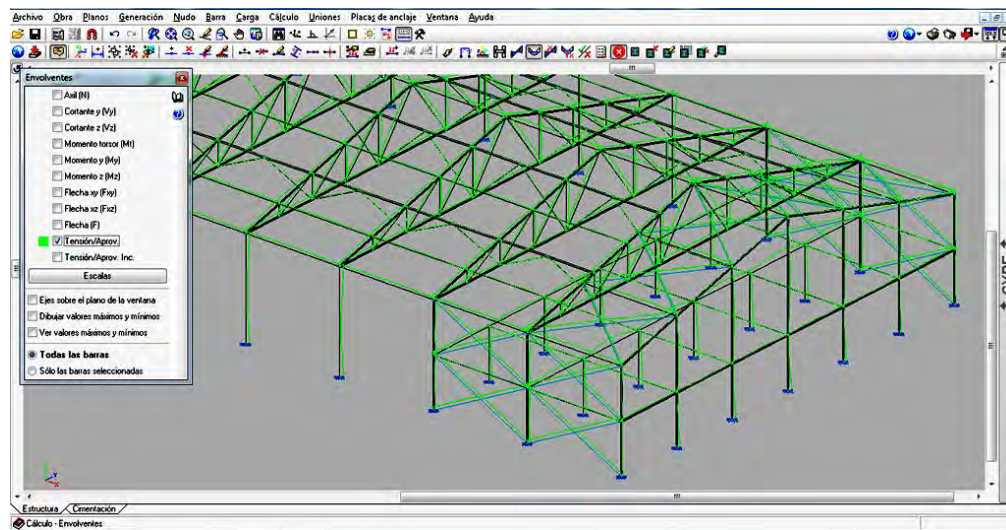 Archivo Obra Planos Generación Nudo Barra Carga Cálculo Uniones Placas de anclaje Ventana Ayuda
Envolventes
Axil (N)
Cortante y (Vy)
Cortante z (Vz)
Momento torsor (Mt)
Momento y (My)
Momento z (Mz)
Flecha xy (Fxy)
Flecha xz (Fxz)
Flecha (F)
Tensión/Aprov.
Tensión/Aprov. Inc.
Escalas
Ejes sobre el plano de la ventana
Dibujar valores máximos y mínimos
Ver valores máximos y mínimos
Todas las barras
Sólo las barras seleccionadas
Estructura Cimentación
Cálculo - Envolventes